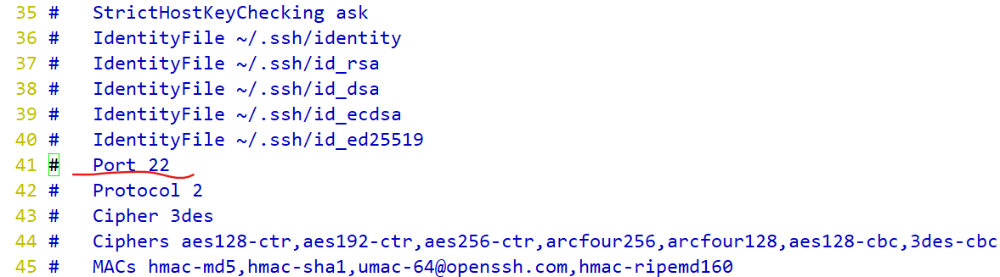 35 #   StrictHostKeyChecking ask
36 #   IdentityFile ~/.ssh/identity
37 #   IdentityFile ~/.ssh/id_rsa
38 #   IdentityFile ~/.ssh/id_dsa
39 #   IdentityFile ~/.ssh/id_ecdsa
40 #   IdentityFile ~/.ssh/id_ed25519
41 #   Port 22
42 #   Protocol 2
43 #   Cipher 3des
44 #   Ciphers aes128-ctr,aes192-ctr,aes256-ctr,arcfour256,arcfour128,aes128-cbc,3des-cbc
45 #   MACs hmac-md5,hmac-sha1,umac-64@openssh.com,hmac-ripemd160